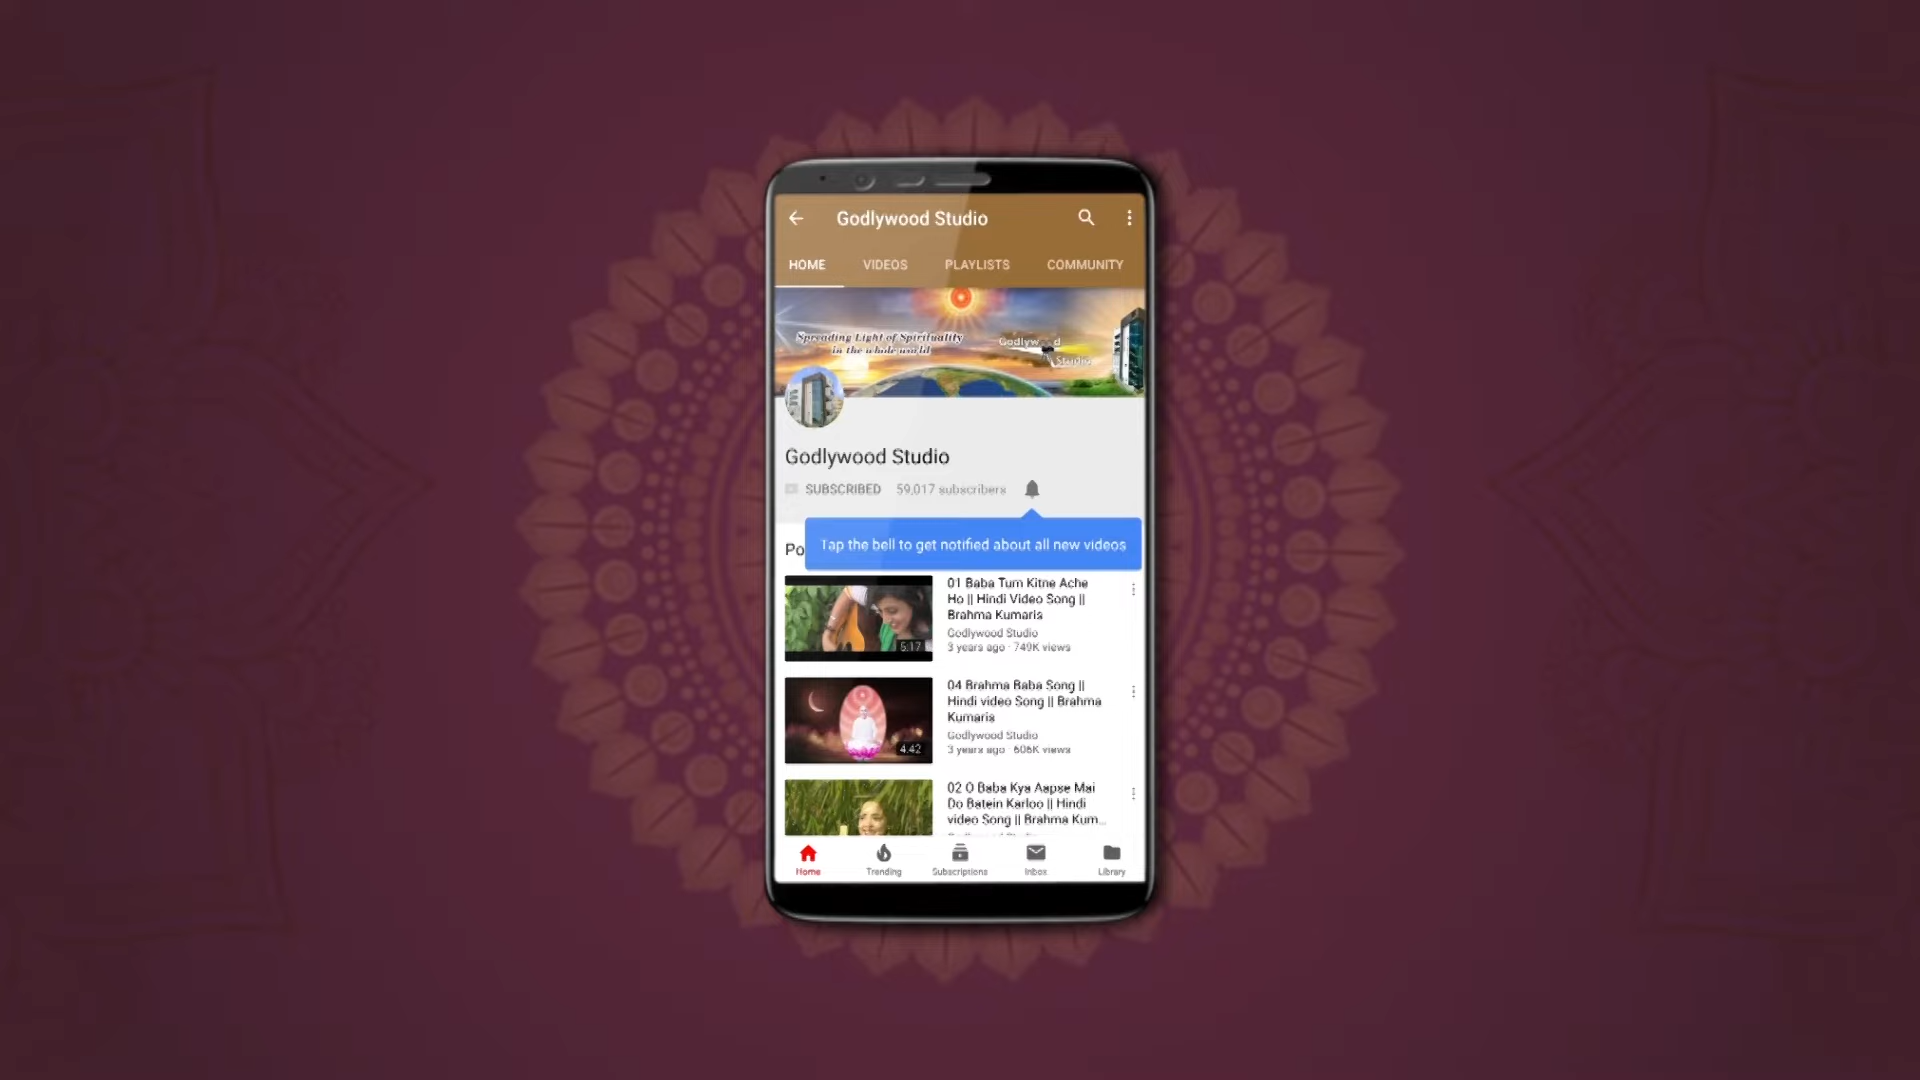 Godlywood Studio
HOME VIDEOS PLAYLISTS COMMUNITY
Spreading Light of Spirituality
in the whole world
Godlyw d
Studio
Godlywood Studio
SUBSCRIBED 59,017 subscribers
Tap the bell to get notified about all new videos
Po
01 Baba Tum Kitne Ache
Ho || Hindi Video Song ||
Brahma Kumaris
Godlywood Studio
3 years ago · 749K views
5:17
04 Brahma Baba Song ||
Hindi video Song || Brahma
Kumaris
Godlywood Studio
3 years ago · 606K views
4:42
02 O Baba Kya Aapse Mai
Do Batein Karloo || Hindi
video Song || Brahma Kum...
Home Trending Subscriptions Inbox Library